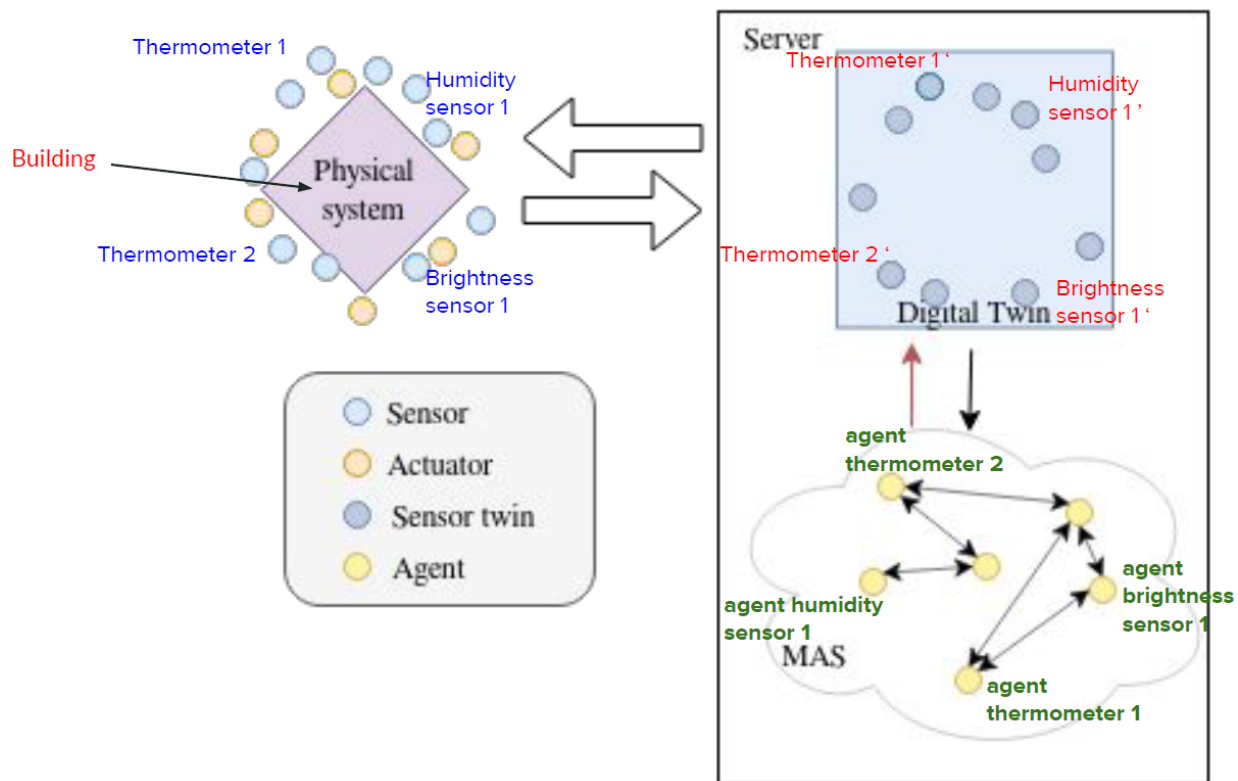 Thermometer 1
Humidity
sensor 1
Building
Physical
system
Thermometer 2
Brightness
sensor 1
Sensor
Actuator
Sensor twin
Agent
Server
Thermometer 1 ‘
Humidity
sensor 1 ’
Thermometer 2 ‘
Brightness
sensor 1 ‘
Digital Twin
agent
thermometer 2
agent humidity
sensor 1
agent
brightness
sensor 1
MAS
agent
thermometer 1